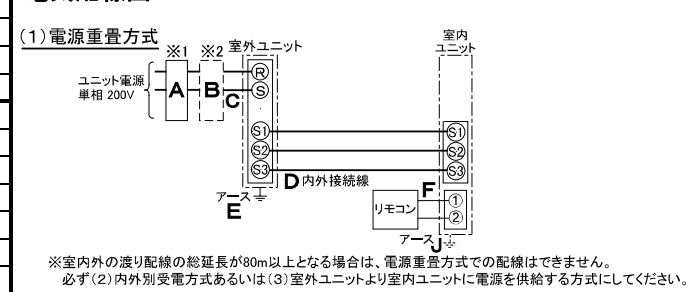 (1)電源重畳方式
※1 ※2 室外ユニット
室内
ユニット
ユニット電源
単相 200V
A
B
C
R
S
S1
S2
S3
S1
S2
S3
D 内外接続線
アース
E
F
リモコン
1
2
アース J
※室内外の渡り配線の総延長が80m以上となる場合は、電源重畳方式での配線はできません。
必ず(2)内外別受電方式あるいは(3)室外ユニットより室内ユニットに電源を供給する方式にしてください。